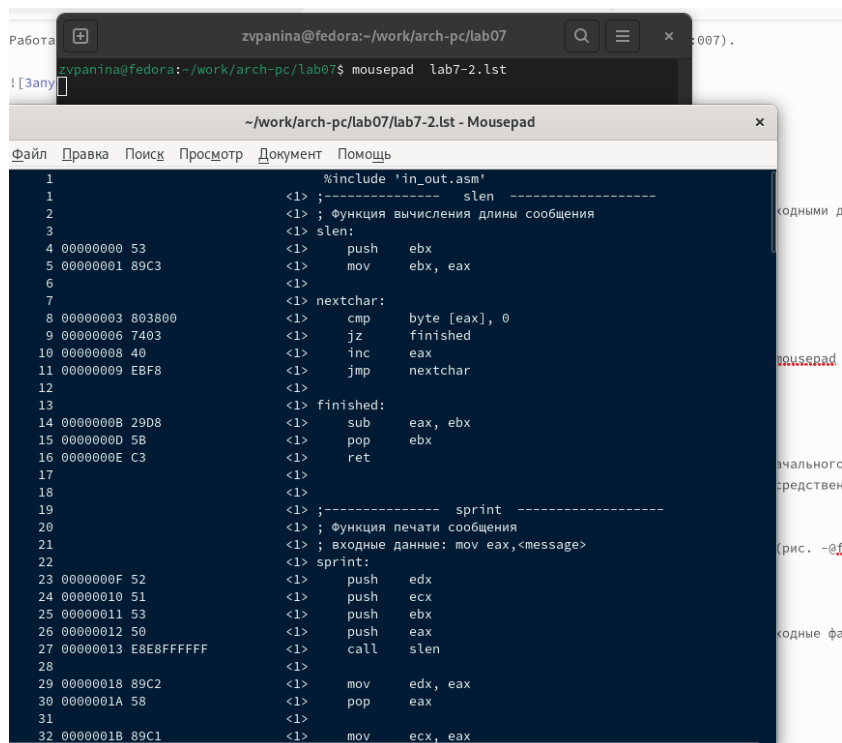 Работа
zvpanina@fedora:~/work/arch-pc/lab07
:007).
zvpanina@fedora:~/work/arch-pc/lab07$ mousepad  lab7-2.lst
![Запу
~/work/arch-pc/lab07/lab7-2.lst - Mousepad
Файл Правка Поиск Просмотр Документ Помощь
1 %include 'in_out.asm'
1 <1> ;--------------- slen -------------------
2 <1> ; Функция вычисления длины сообщения
3 <1> slen:
4 00000000 53 <1> push ebx
5 00000001 89C3 <1> mov ebx, eax
6 <1>
7 <1> nextchar:
8 00000003 803800 <1> cmp byte [eax], 0
9 00000006 7403 <1> jz finished
10 00000008 40 <1> inc eax
11 00000009 EBF8 <1> jmp nextchar
12 <1>
13 <1> finished:
14 0000000B 29D8 <1> sub eax, ebx
15 0000000D 5B <1> pop ebx
16 0000000E C3 <1> ret
17 <1>
18 <1>
19 <1> ;--------------- sprint -------------------
20 <1> ; Функция печати сообщения
21 <1> ; входные данные: mov eax,<message>
22 <1> sprint:
23 0000000F 52 <1> push edx
24 00000010 51 <1> push ecx
25 00000011 53 <1> push ebx
26 00000012 50 <1> push eax
27 00000013 E8E8FFFFFF <1> call slen
28 <1>
29 00000018 89C2 <1> mov edx, eax
30 0000001A 58 <1> pop eax
31 <1>
32 0000001B 89C1 <1> mov ecx, eax
ходными д
mousepad
ачального
средствен
(рис. -@f
ходные фа